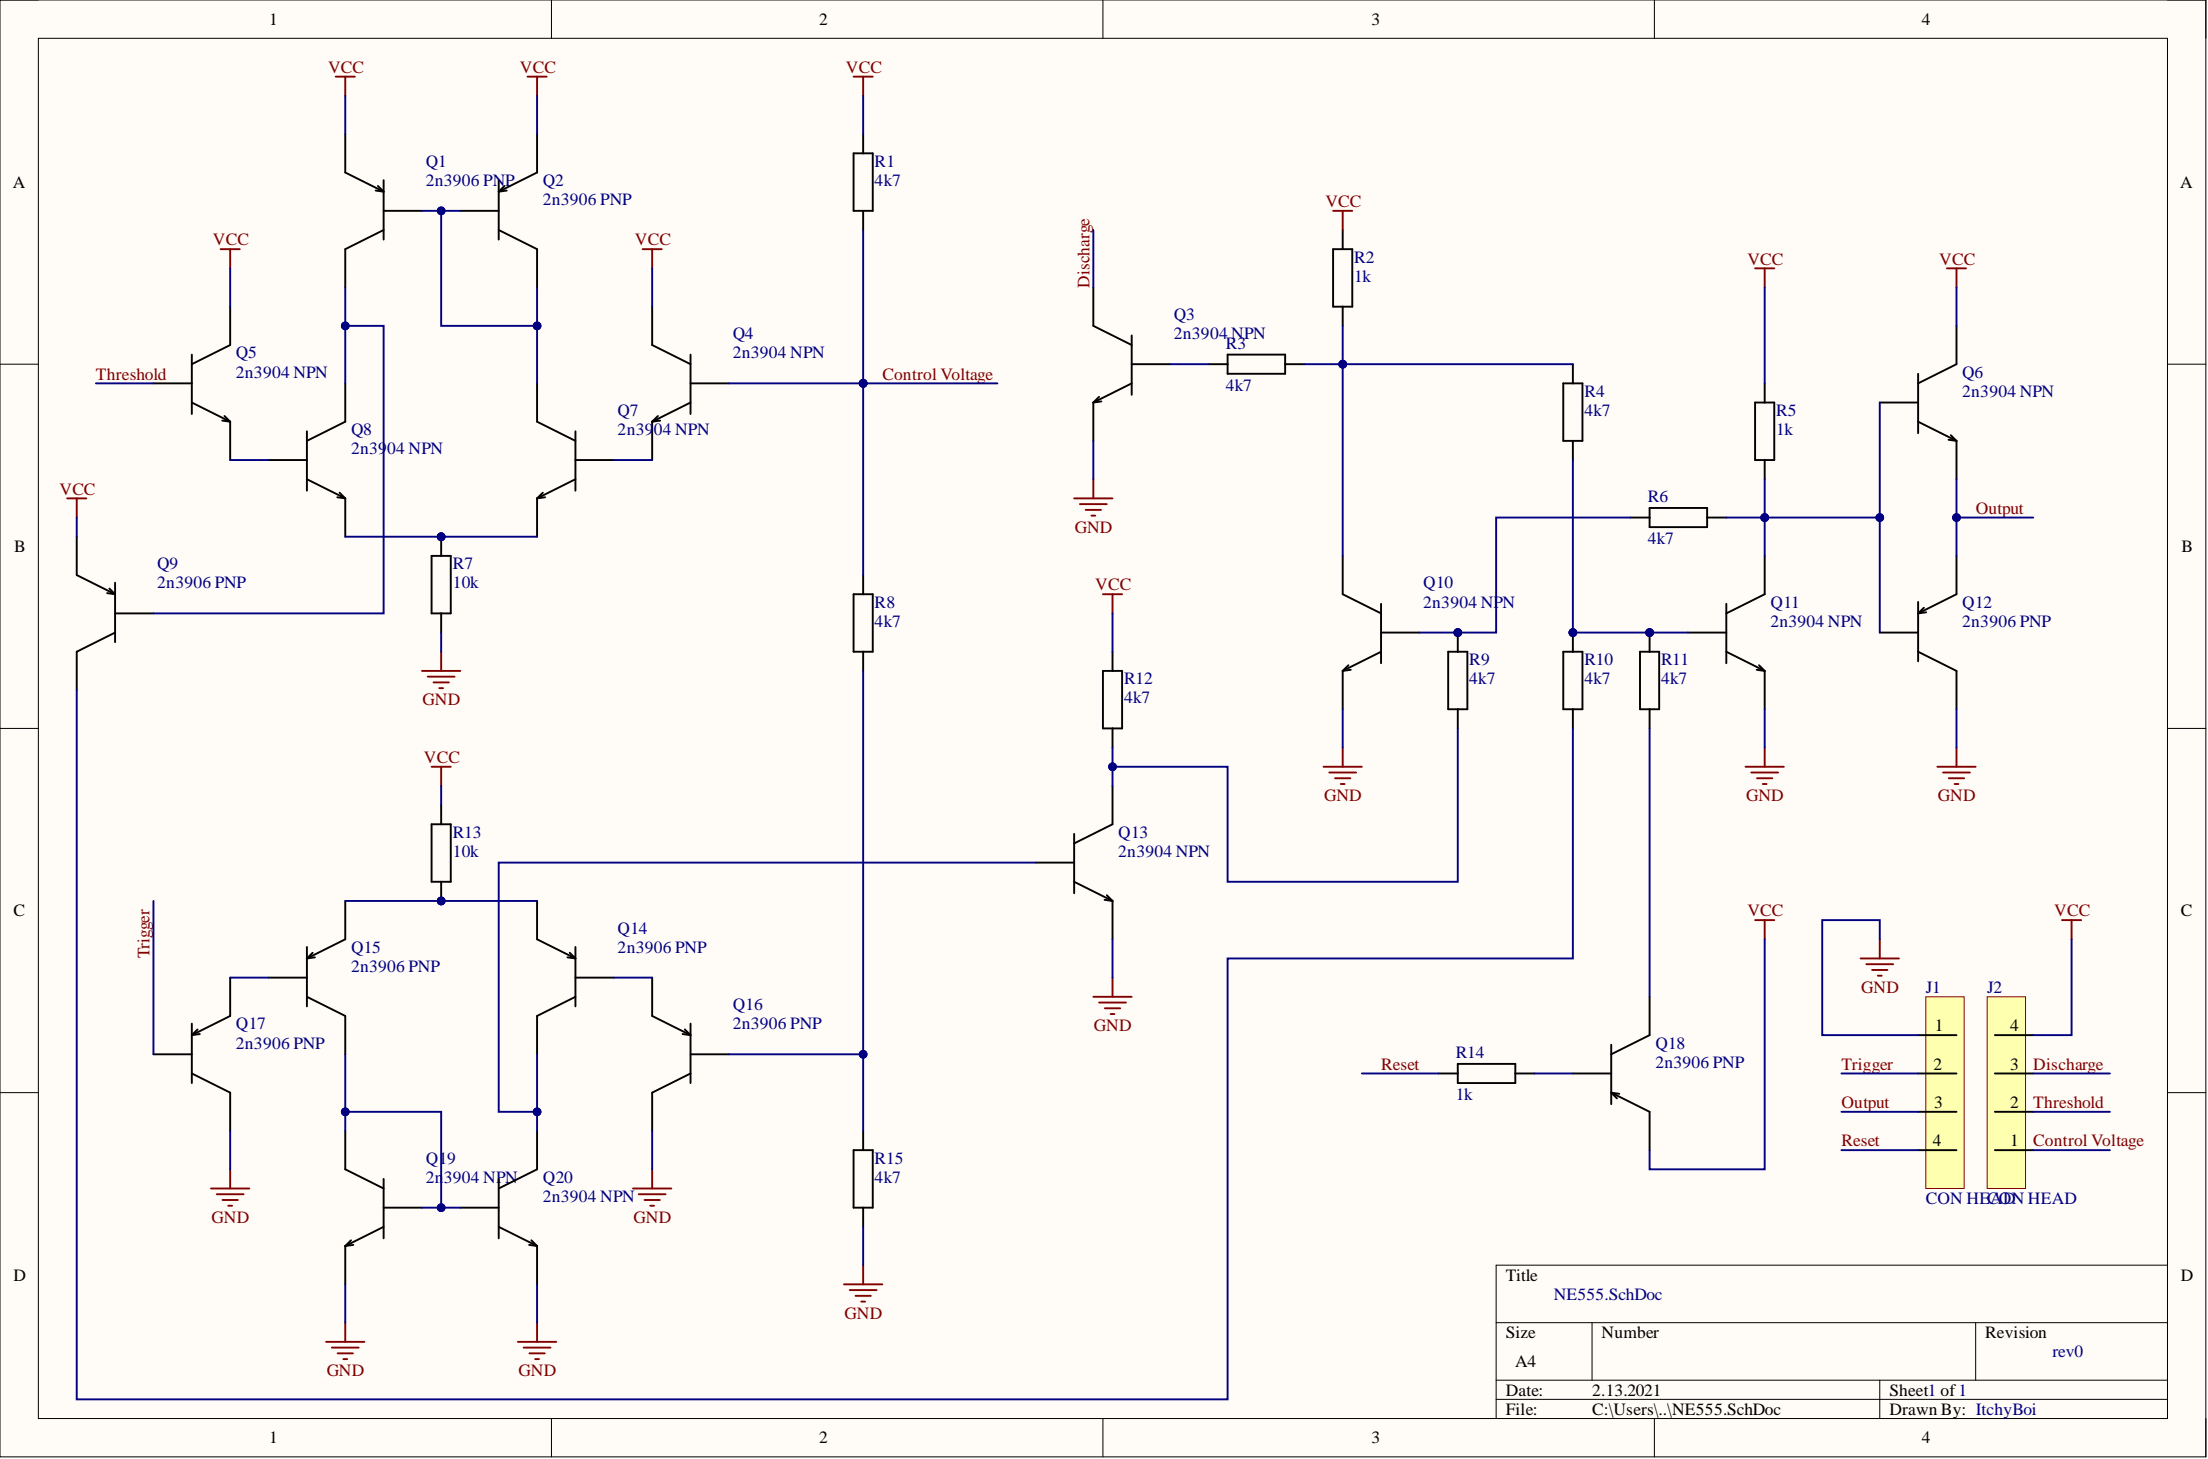 1 2 3 4
A A
B B
C C
D D
1 2 3 4
VCC
VCC
VCC
Q1
2n3906 PNP
Q2
2n3906 PNP
R1
4k7
VCC
VCC
Q5
2n3904 NPN
Threshold
Q4
2n3904 NPN
Control Voltage
Q8
2n3904 NPN
Q7
2n3904 NPN
VCC
Q9
2n3906 PNP
R7
10k
GND
R8
4k7
Discharge
VCC
R2
1k
Q3
2n3904 NPN
R3
4k7
GND
R4
4k7
VCC
R5
1k
VCC
Q6
2n3904 NPN
R6
4k7
Output
VCC
R12
4k7
Q10
2n3904 NPN
R9
4k7
R10
4k7
R11
4k7
Q11
2n3904 NPN
Q12
2n3906 PNP
GND
GND
GND
Q13
2n3904 NPN
GND
VCC
R13
10k
Trigger
Q15
2n3906 PNP
Q14
2n3906 PNP
Q17
2n3906 PNP
Q16
2n3906 PNP
Q19
2n3904 NPN
Q20
2n3904 NPN
GND
GND
R15
4k7
GND
GND
GND
Reset
R14
1k
Q18
2n3906 PNP
VCC
GND
VCC
J1
J2
1
Trigger 2
Output 3
Reset 4
4
3 Discharge
2 Threshold
1 Control Voltage
CON HEAD
CON HEAD
Title
NE555.SchDoc
Size
A4
Number
Revision
rev0
Date: 2.13.2021
Sheet1 of 1
File: C:\Users\..\NE555.SchDoc
Drawn By: ItchyBoi